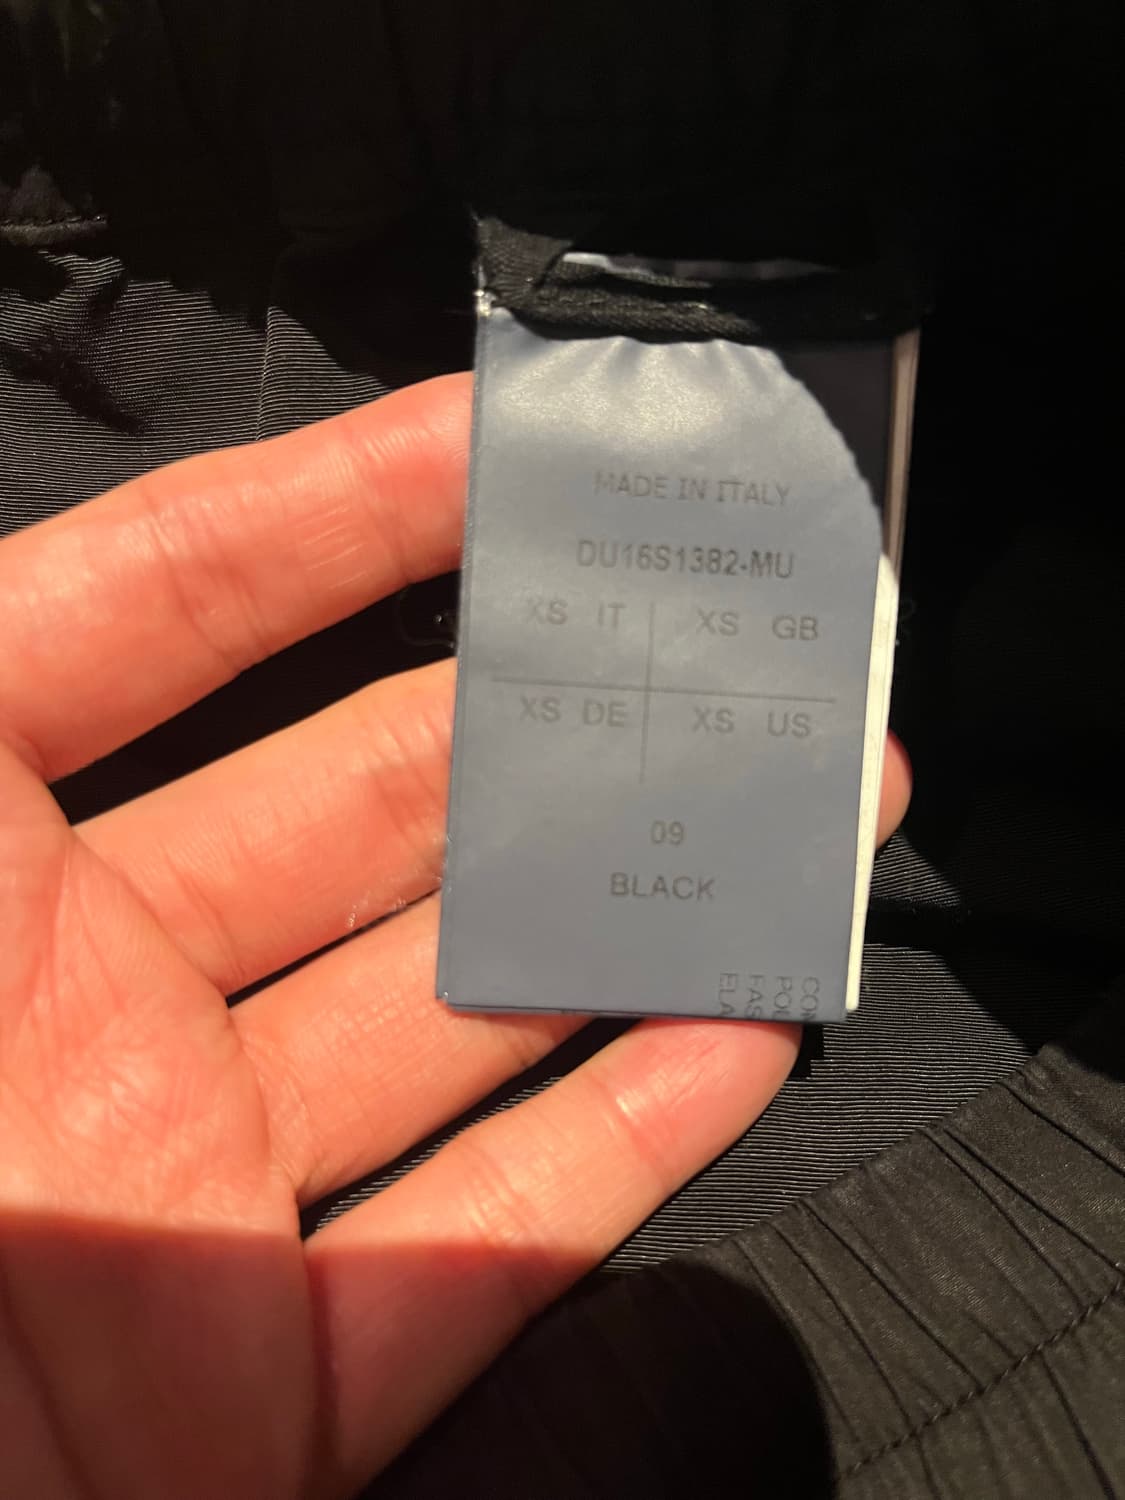 MADE IN ITALY
DU16S1382-MU
XS IT XS GB
XS DE XS US
09
BLACK